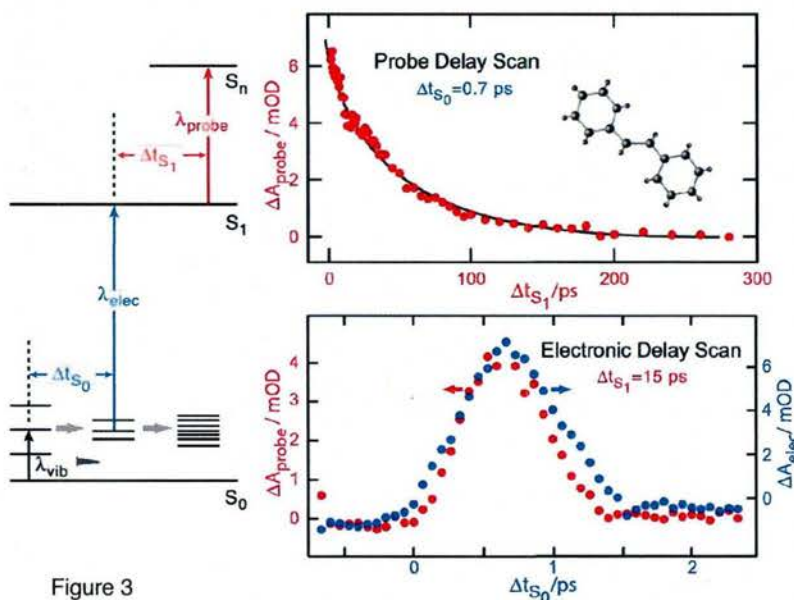 Sn
λprobe
ΔtS1
S1
λelec
ΔtS0
λvib
S0
Figure 3
ΔAprobe / mOD
6
4
2
0
Probe Delay Scan
ΔtS0=0.7 ps
0
100
200
300
ΔtS1/ps
ΔAprobe / mOD
4
3
2
1
0
Electronic Delay Scan
ΔtS1=15 ps
6
4
2
0
ΔAelec / mOD
0
1
2
ΔtS0/ps